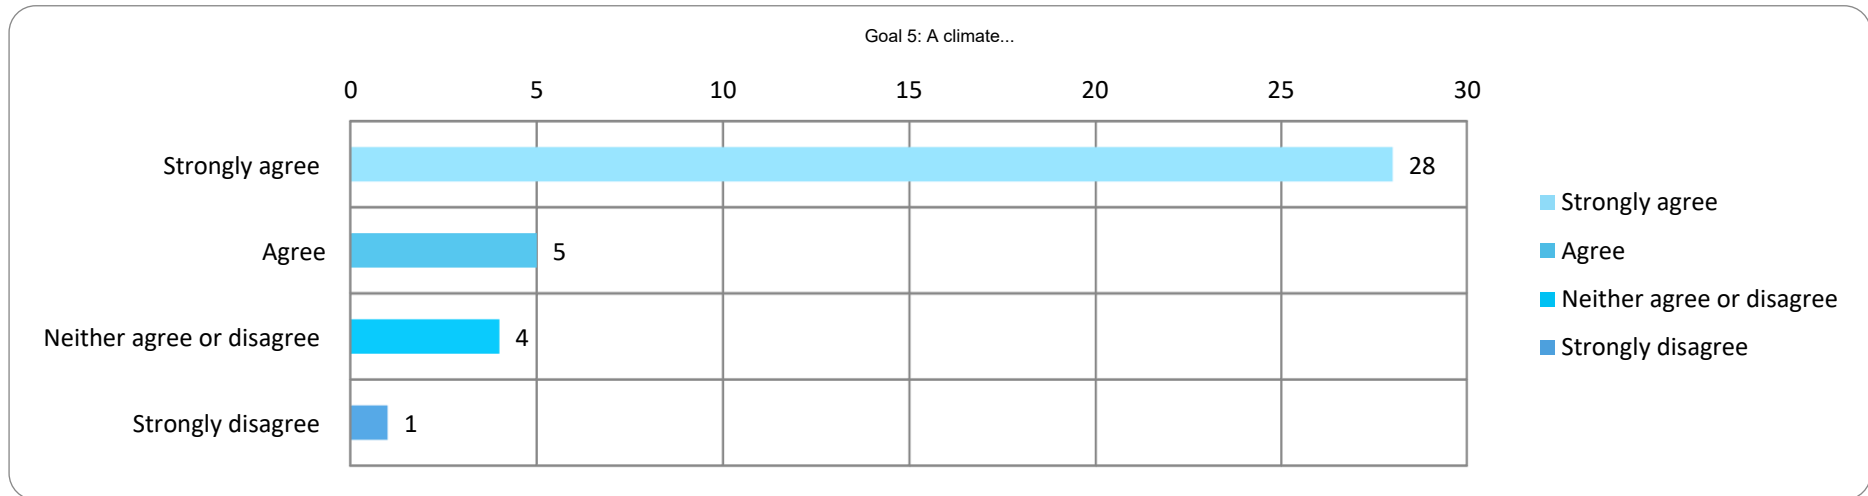 Goal 5: A climate...
0 5 10 15 20 25 30
Strongly agree 28
Agree 5
Neither agree or disagree 4
Strongly disagree 1
Strongly agree
Agree
Neither agree or disagree
Strongly disagree